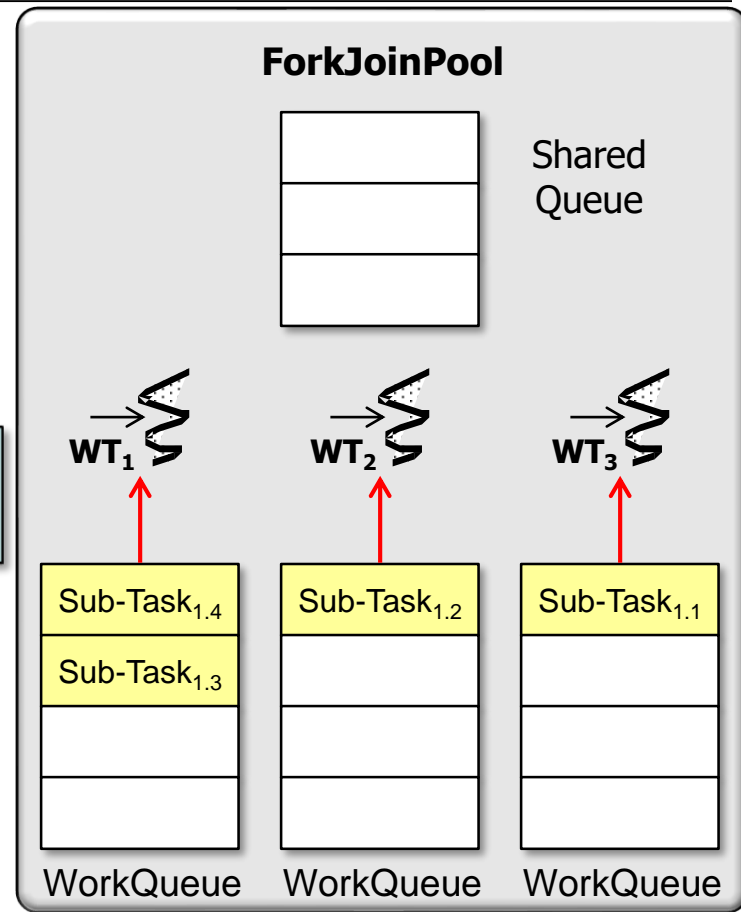 ForkJoinPool
Shared
Queue
WT₁
WT₂
WT₃
Sub-Task₁.₄
Sub-Task₁.₃
Sub-Task₁.₂
Sub-Task₁.₁
WorkQueue
WorkQueue
WorkQueue